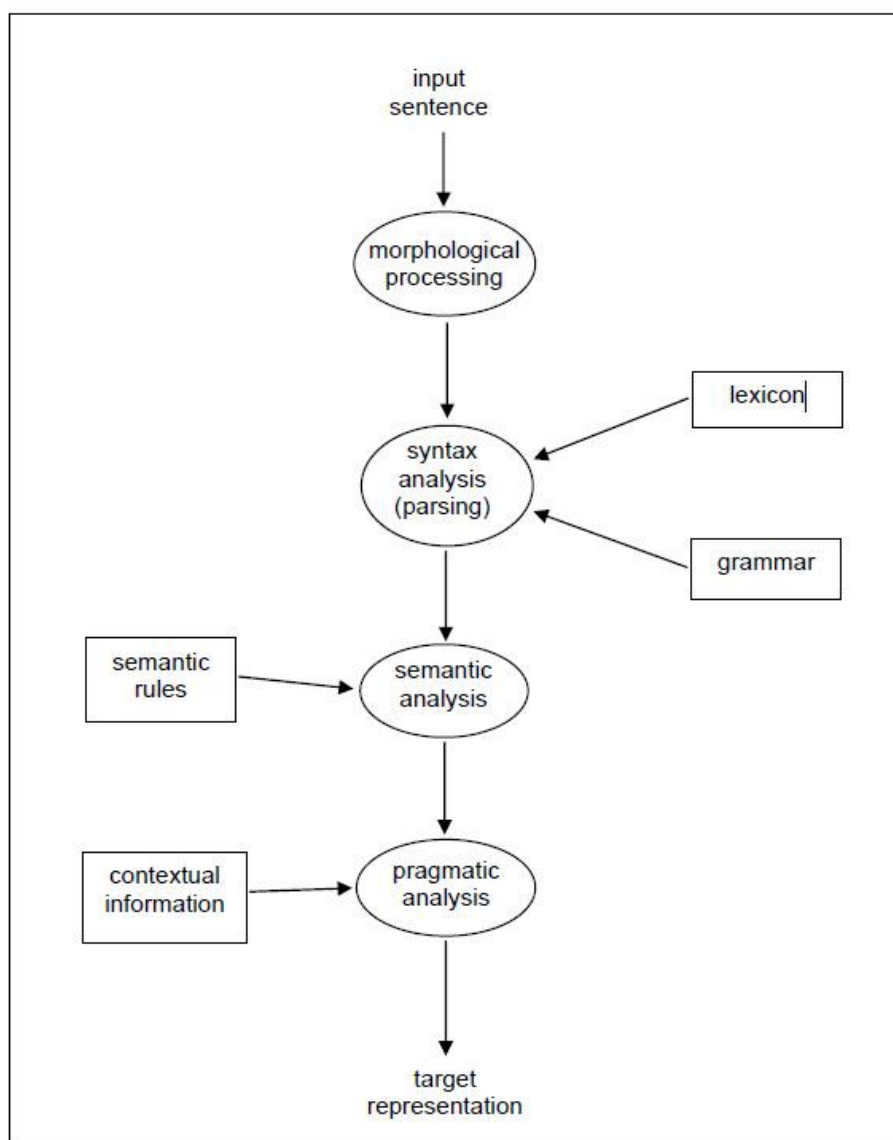 input
sentence
morphological
processing
lexicon
syntax
analysis
(parsing)
grammar
semantic
rules
semantic
analysis
contextual
information
pragmatic
analysis
target
representation